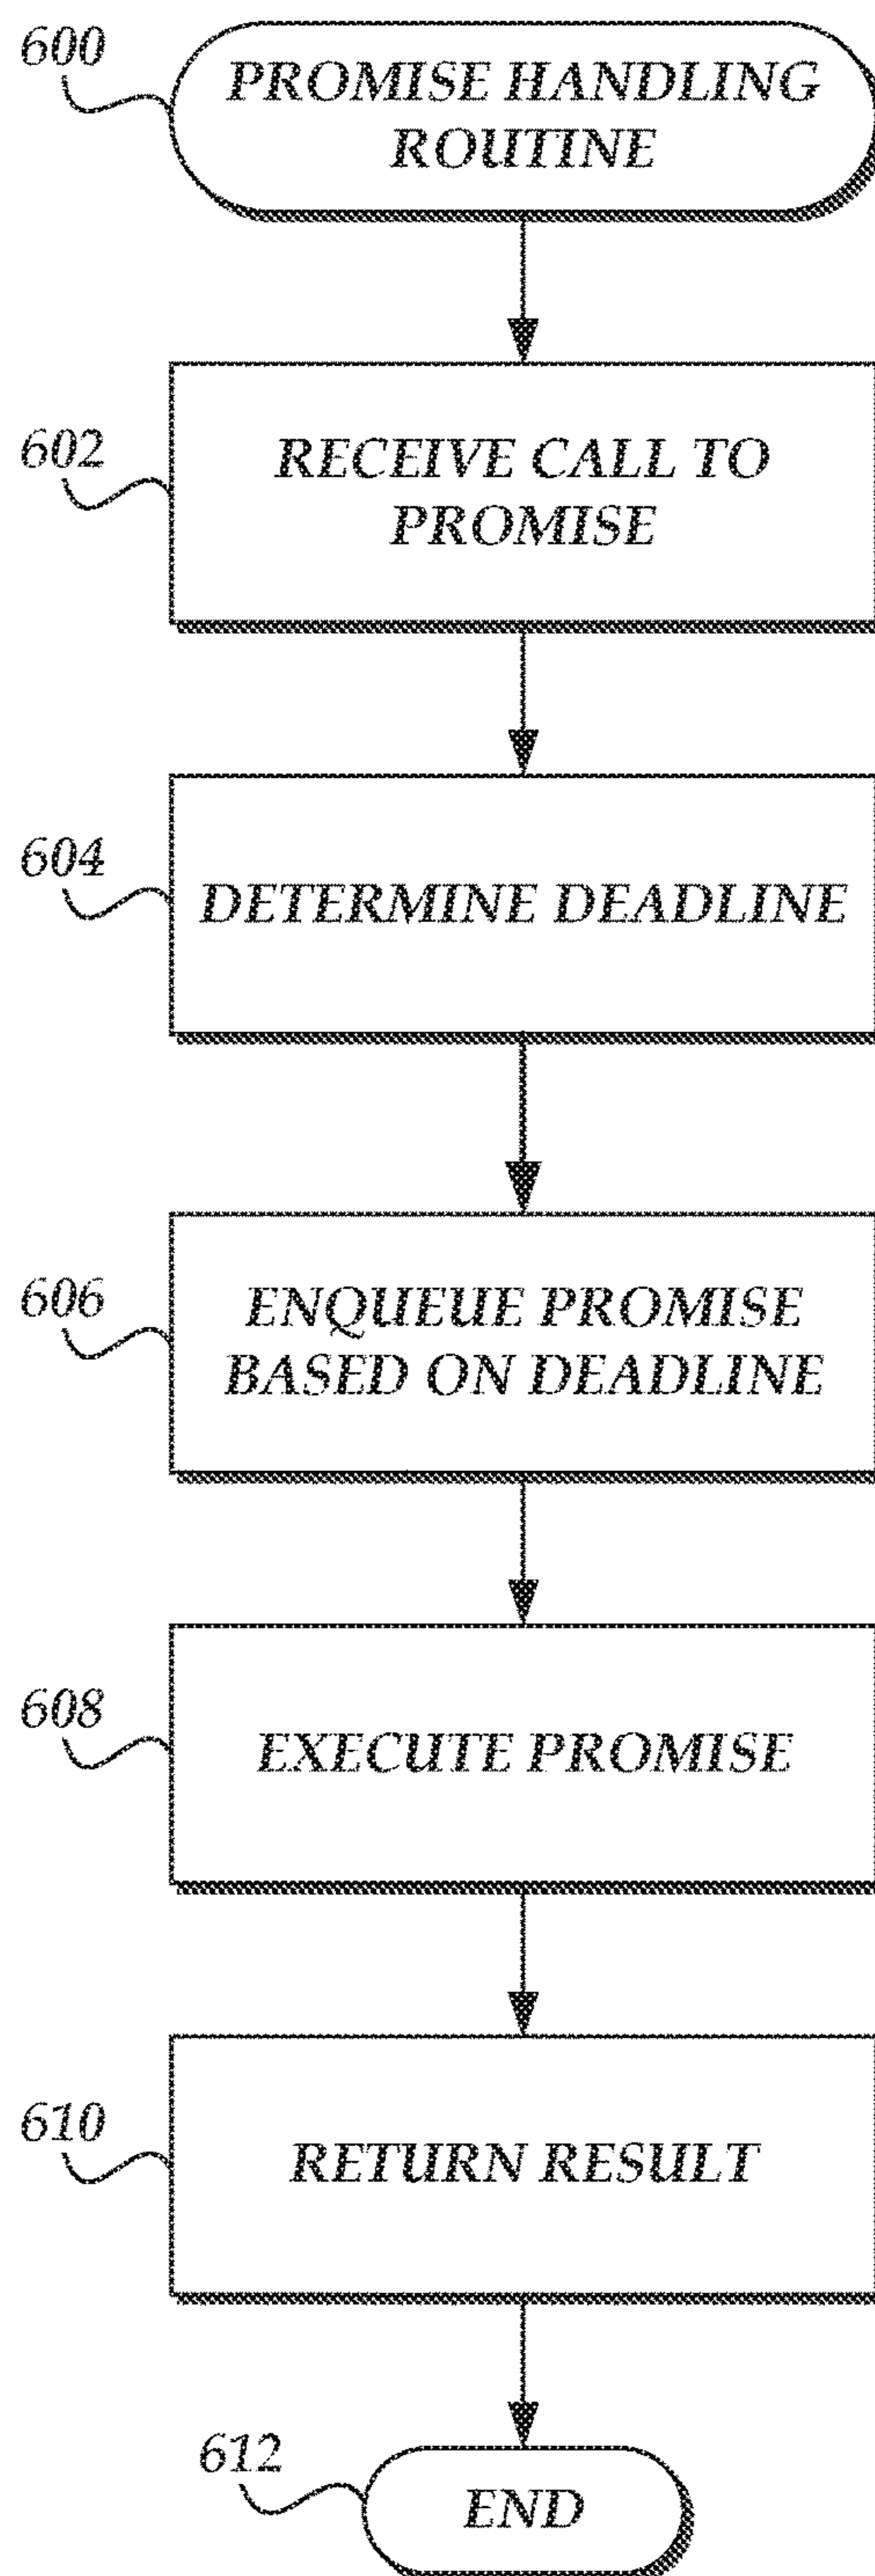 600
PROMISE HANDLING
ROUTINE
602
RECEIVE CALL TO
PROMISE
604
DETERMINE DEADLINE
606
ENQUEUE PROMISE
BASED ON DEADLINE
608
EXECUTE PROMISE
610
RETURN RESULT
612
END